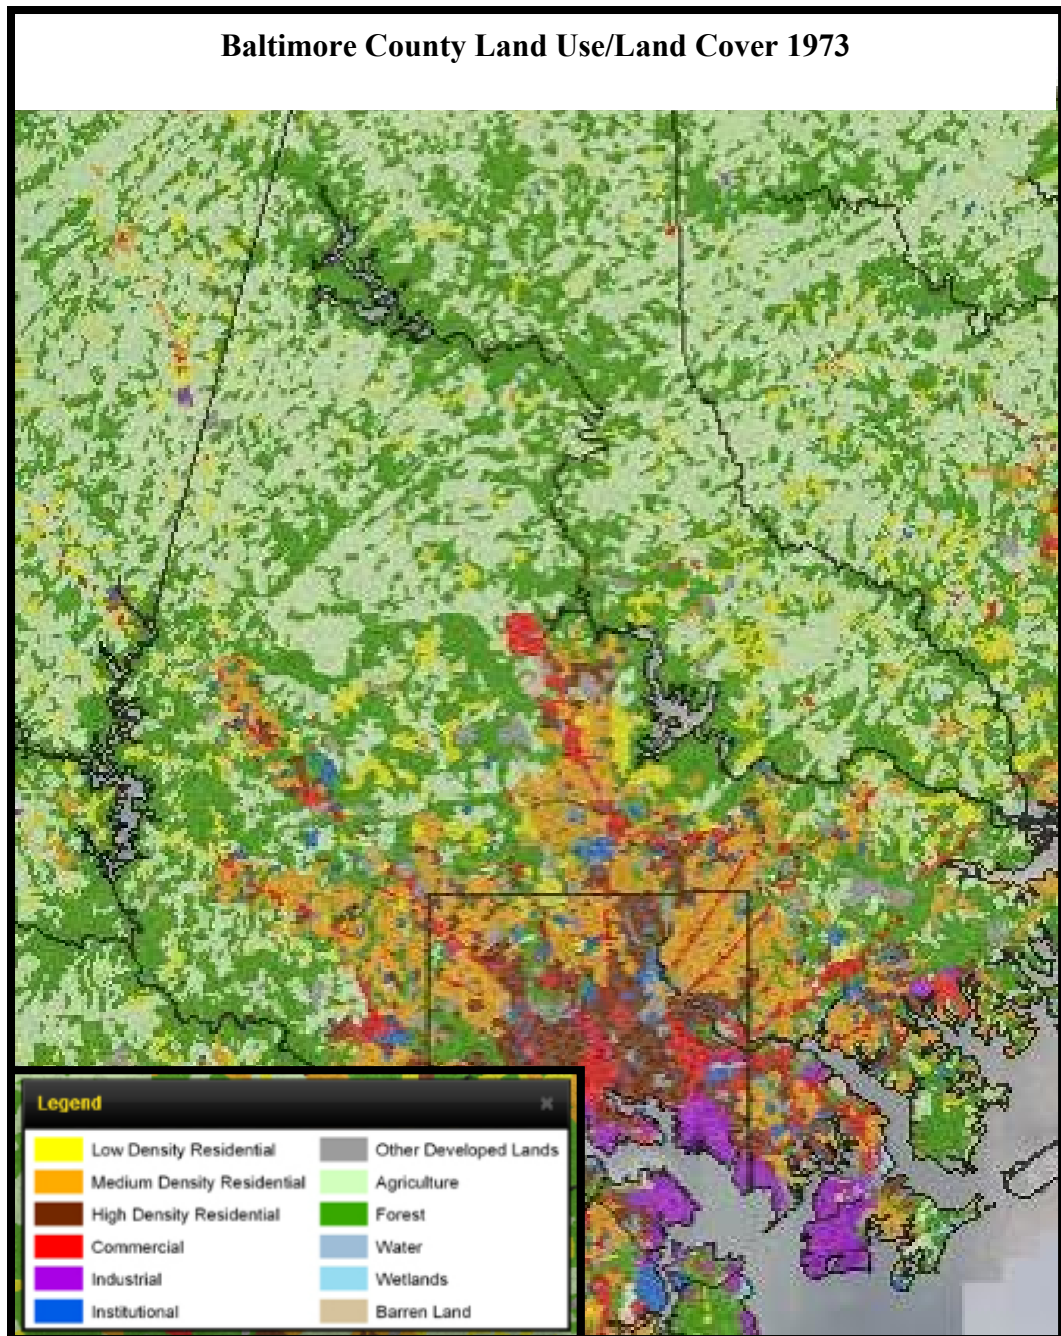 Baltimore County Land Use/Land Cover 1973
Legend
Low Density Residential
Medium Density Residential
High Density Residential
Commercial
Industrial
Institutional
Other Developed Lands
Agriculture
Forest
Water
Wetlands
Barren Land